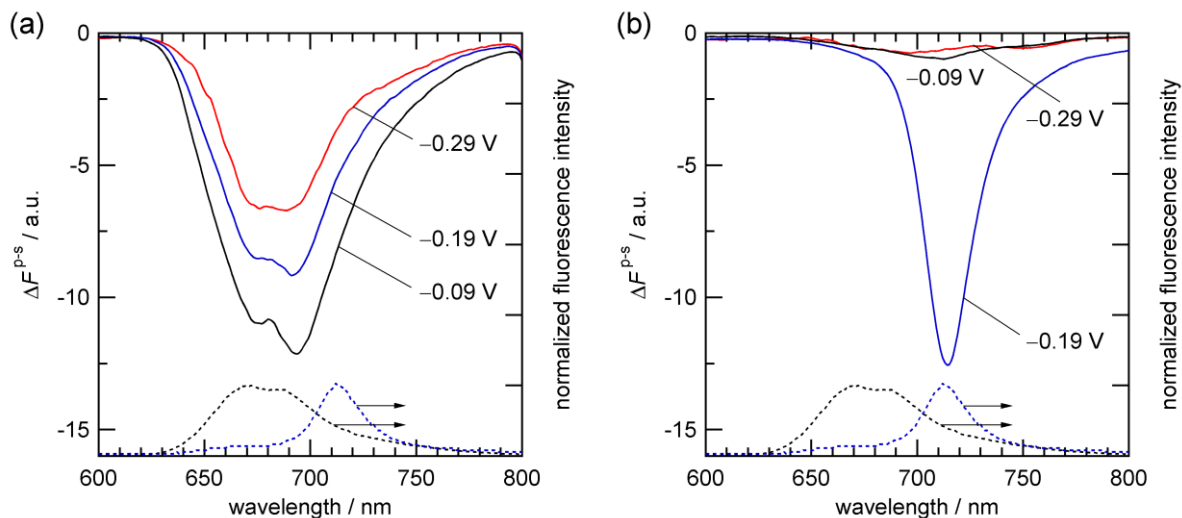 (a)
0
-5
-10
-15
ΔF^p-s / a.u.
−0.29 V
−0.19 V
−0.09 V
600
650
700
750
800
wavelength / nm
normalized fluorescence intensity
(b)
0
-5
-10
-15
ΔF^p-s / a.u.
−0.09 V
−0.29 V
−0.19 V
600
650
700
750
800
wavelength / nm
normalized fluorescence intensity